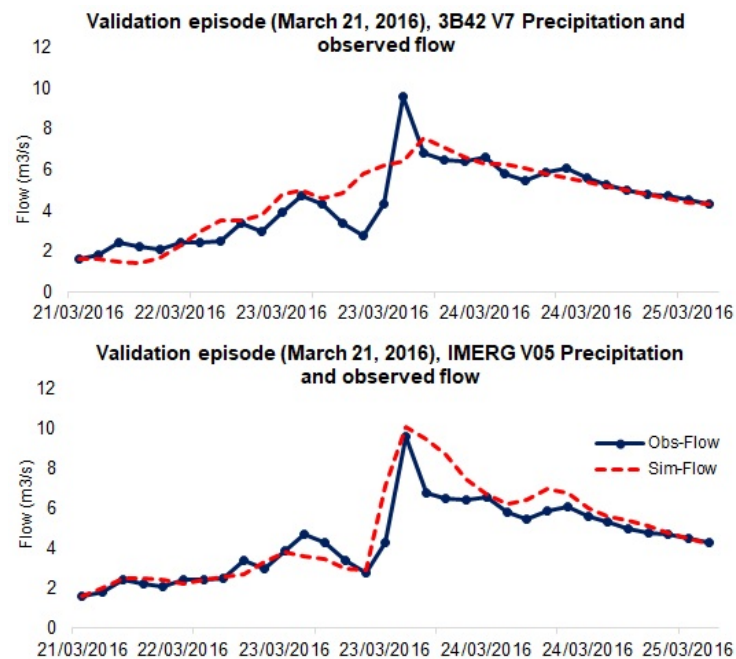 Validation episode (March 21, 2016), 3B42 V7 Precipitation and
observed flow
12
10
8
6
4
2
0
Flow (m3/s)
21/03/2016 22/03/2016 23/03/2016 23/03/2016 24/03/2016 24/03/2016 25/03/2016
Validation episode (March 21, 2016), IMERG V05 Precipitation
and observed flow
12
10
8
6
4
2
0
Flow (m3/s)
Obs-Flow
Sim-Flow
21/03/2016 22/03/2016 23/03/2016 23/03/2016 24/03/2016 24/03/2016 25/03/2016